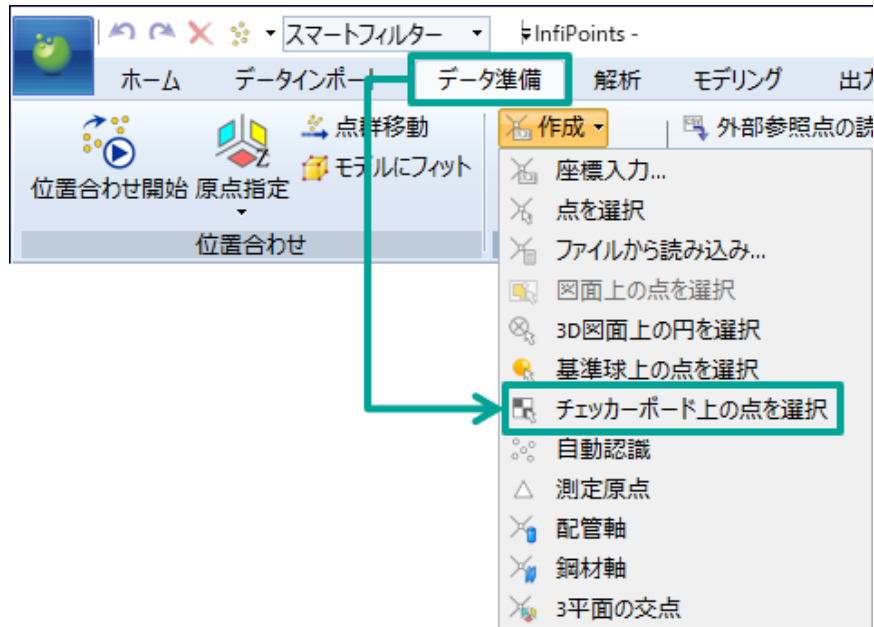 スマートフィルター
InfiPoints -
ホーム データインポート データ準備 解析 モデリング
位置合わせ開始 原点指定 点群移動
モデルにフィット
位置合わせ
作成 外部参照点の読
座標入力...
点を選択
ファイルから読み込み...
図面上の点を選択
3D図面上の円を選択
基準球上の点を選択
チェッカーボード上の点を選択
自動認識
測定原点
配管軸
鋼材軸
3平面の交点